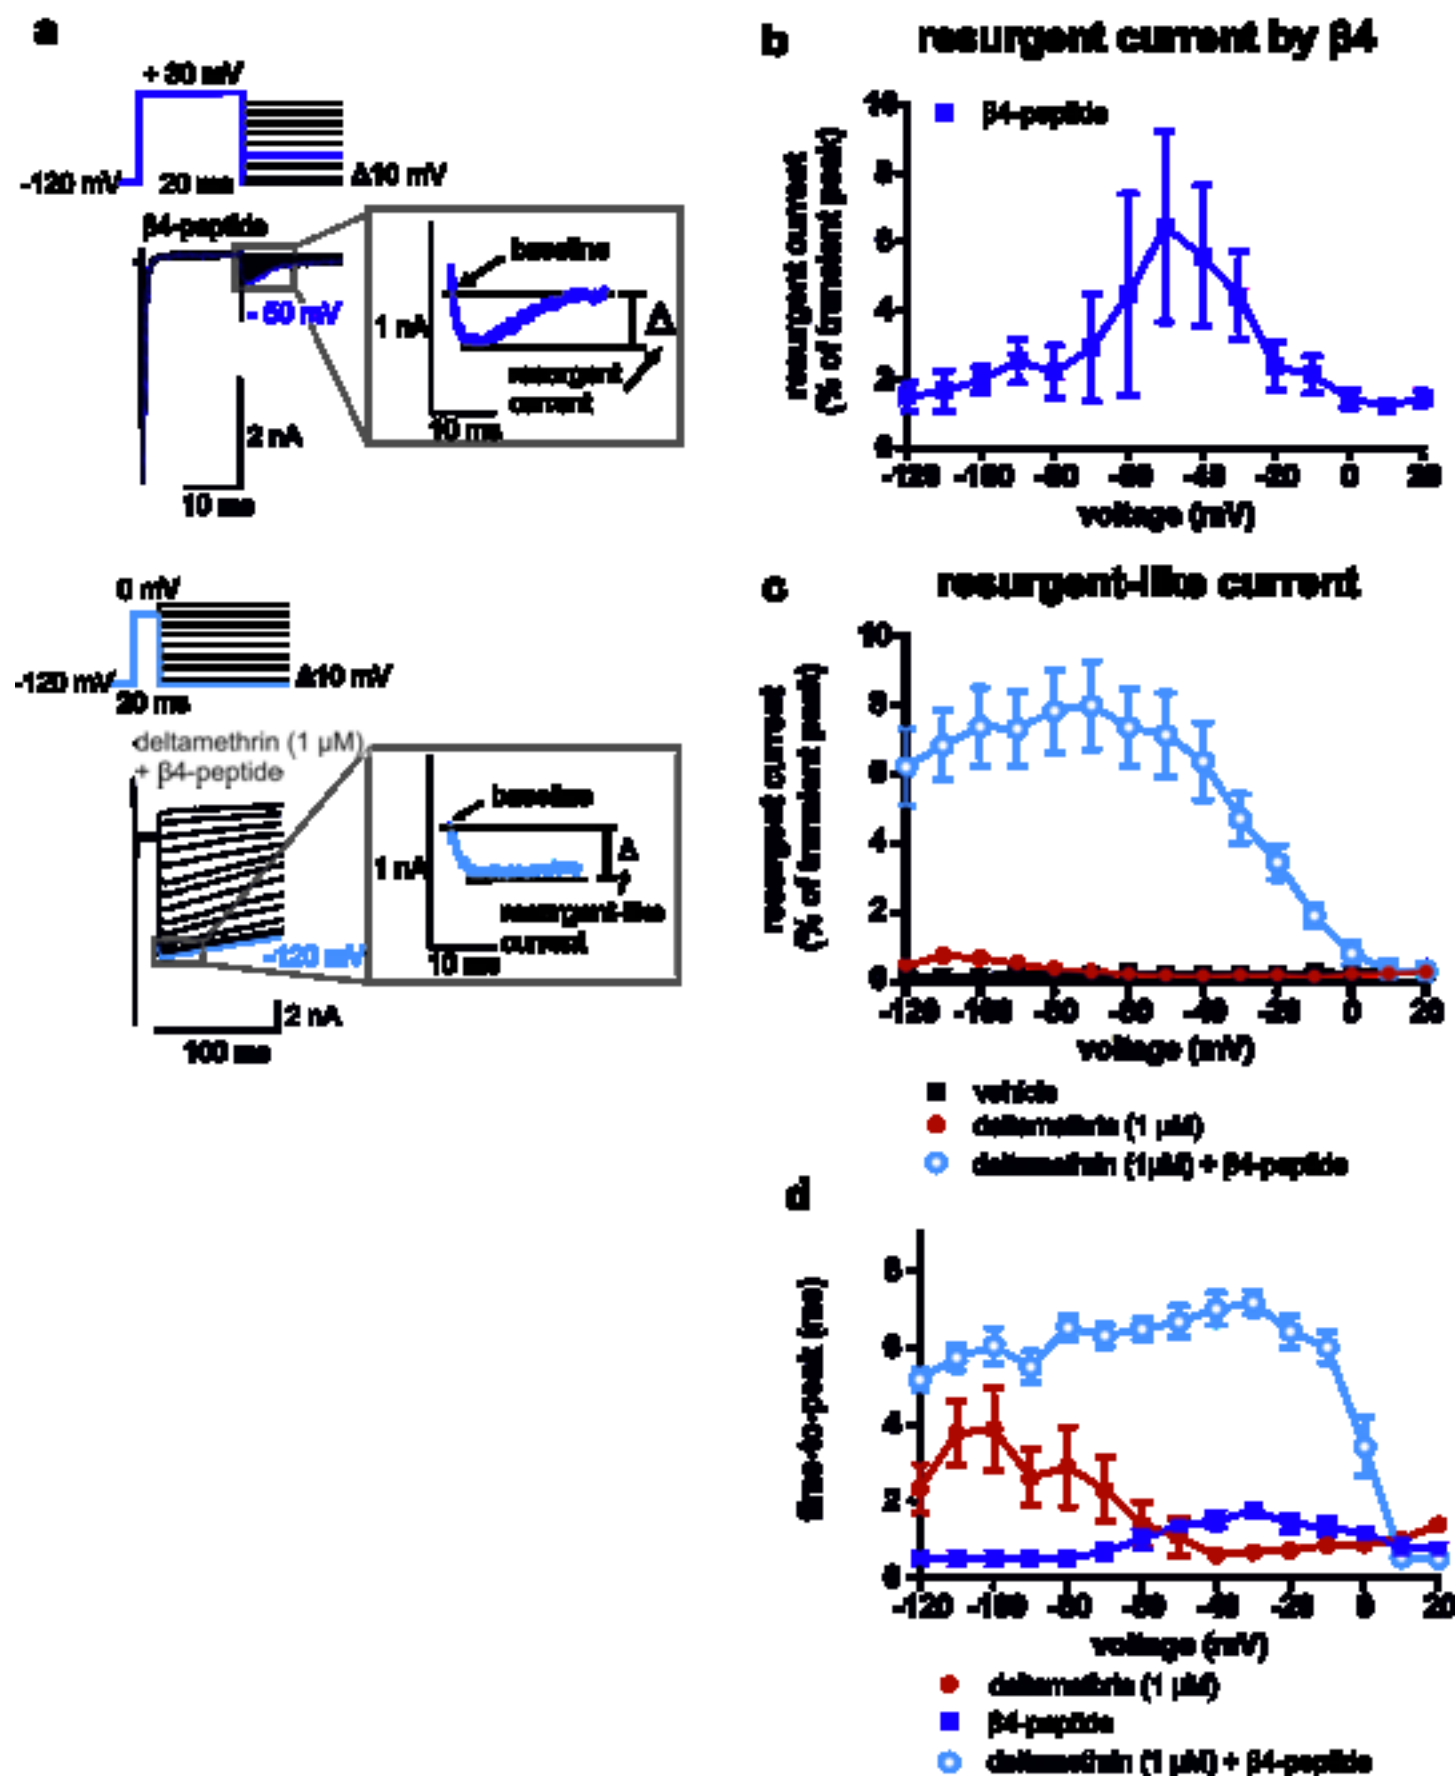 a
+ 30 mV
-120 mV
20 ms
Δ10 mV
β4-peptide
- 50 mV
2 nA
10 ms
baseline
1 nA
Δ
resurgent
current
10 ms
0 mV
-120 mV
20 ms
Δ10 mV
deltamethrin (1 µM)
+ β4-peptide
-120 mV
2 nA
100 ms
baseline
1 nA
Δ
resurgent-like
current
10 ms
b
resurgent current by β4
β4-peptide
resurgent current
(% of transient peak)
10
8
6
4
2
0
-120 -100 -80 -60 -40 -20 0 20
voltage (mV)
c
resurgent-like current
resurgent current
(% of transient peak)
10
8
6
4
2
0
-120 -100 -80 -60 -40 -20 0 20
voltage (mV)
vehicle
deltamethrin (1 µM)
deltamethrin (1µM) + β4-peptide
d
time-to-peak (ms)
8
6
4
2
0
-120 -100 -80 -60 -40 -20 0 20
voltage (mV)
deltamethrin (1 µM)
β4-peptide
deltamethrin (1 µM) + β4-peptide